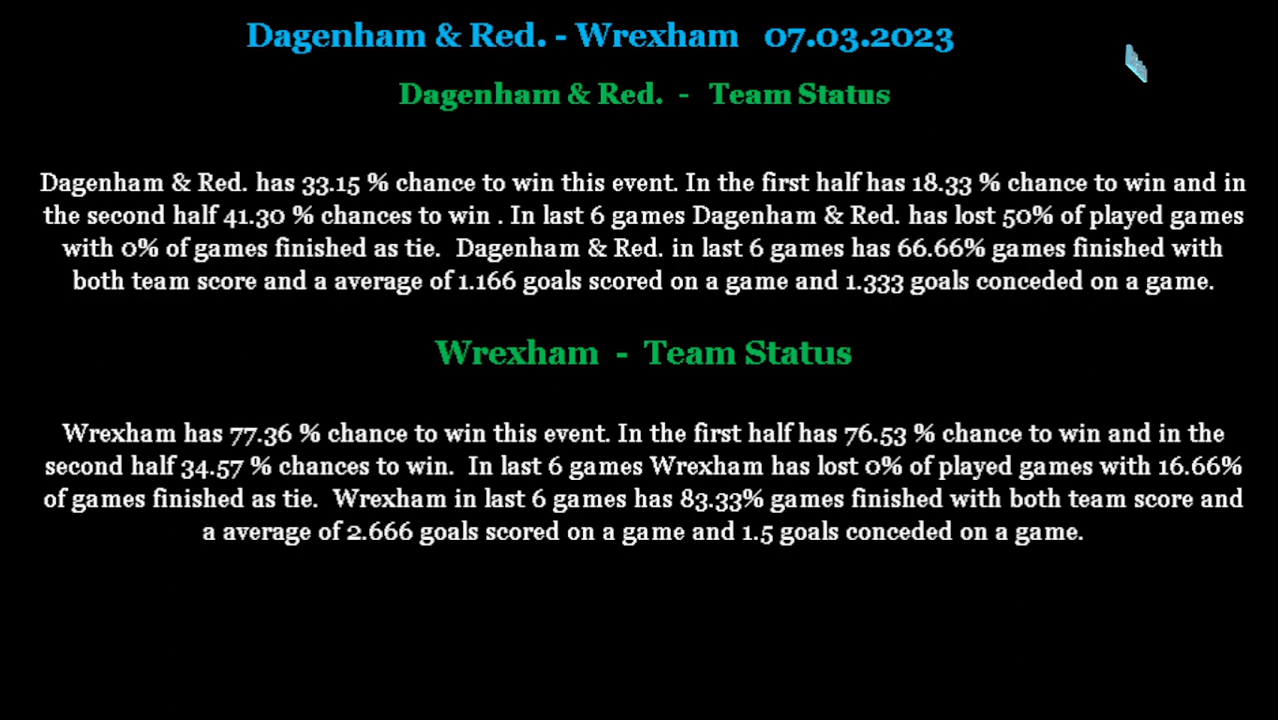 Dagenham & Red. - Wrexham 07.03.2023
Dagenham & Red. - Team Status
Dagenham & Red. has 33.15 % chance to win this event. In the first half has 18.33 % chance to win and in
the second half 41.30 % chances to win . In last 6 games Dagenham & Red. has lost 50% of played games
with 0% of games finished as tie. Dagenham & Red. in last 6 games has 66.66% games finished with
both team score and a average of 1.166 goals scored on a game and 1.333 goals conceded on a game.
Wrexham - Team Status
Wrexham has 77.36 % chance to win this event. In the first half has 76.53 % chance to win and in the
second half 34.57 % chances to win. In last 6 games Wrexham has lost 0% of played games with 16.66%
of games finished as tie. Wrexham in last 6 games has 83.33% games finished with both team score and
a average of 2.666 goals scored on a game and 1.5 goals conceded on a game.